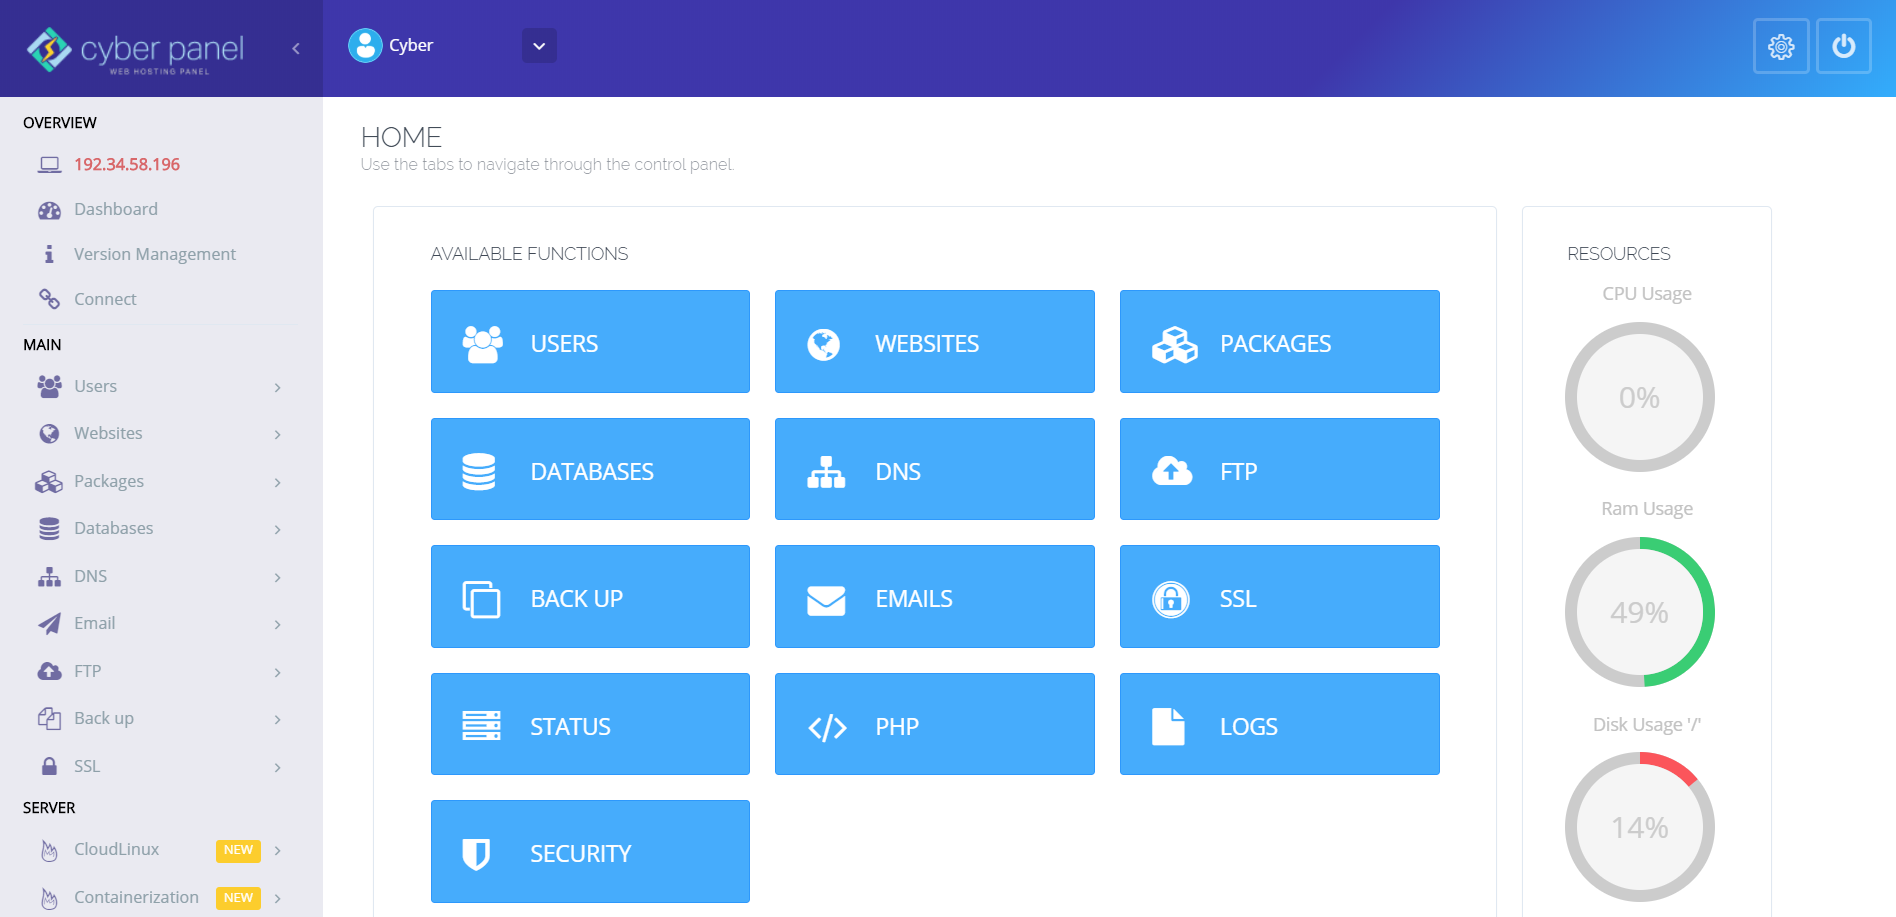 cyber panel
WEB HOSTING PANEL
Cyber
OVERVIEW
192.34.58.196
Dashboard
Version Management
Connect
MAIN
Users
Websites
Packages
Databases
DNS
Email
FTP
Back up
SSL
SERVER
CloudLinux NEW
Containerization NEW
HOME
Use the tabs to navigate through the control panel.
AVAILABLE FUNCTIONS
USERS
WEBSITES
PACKAGES
DATABASES
DNS
FTP
BACK UP
EMAILS
SSL
STATUS
PHP
LOGS
SECURITY
RESOURCES
CPU Usage
0%
Ram Usage
49%
Disk Usage '/'
14%